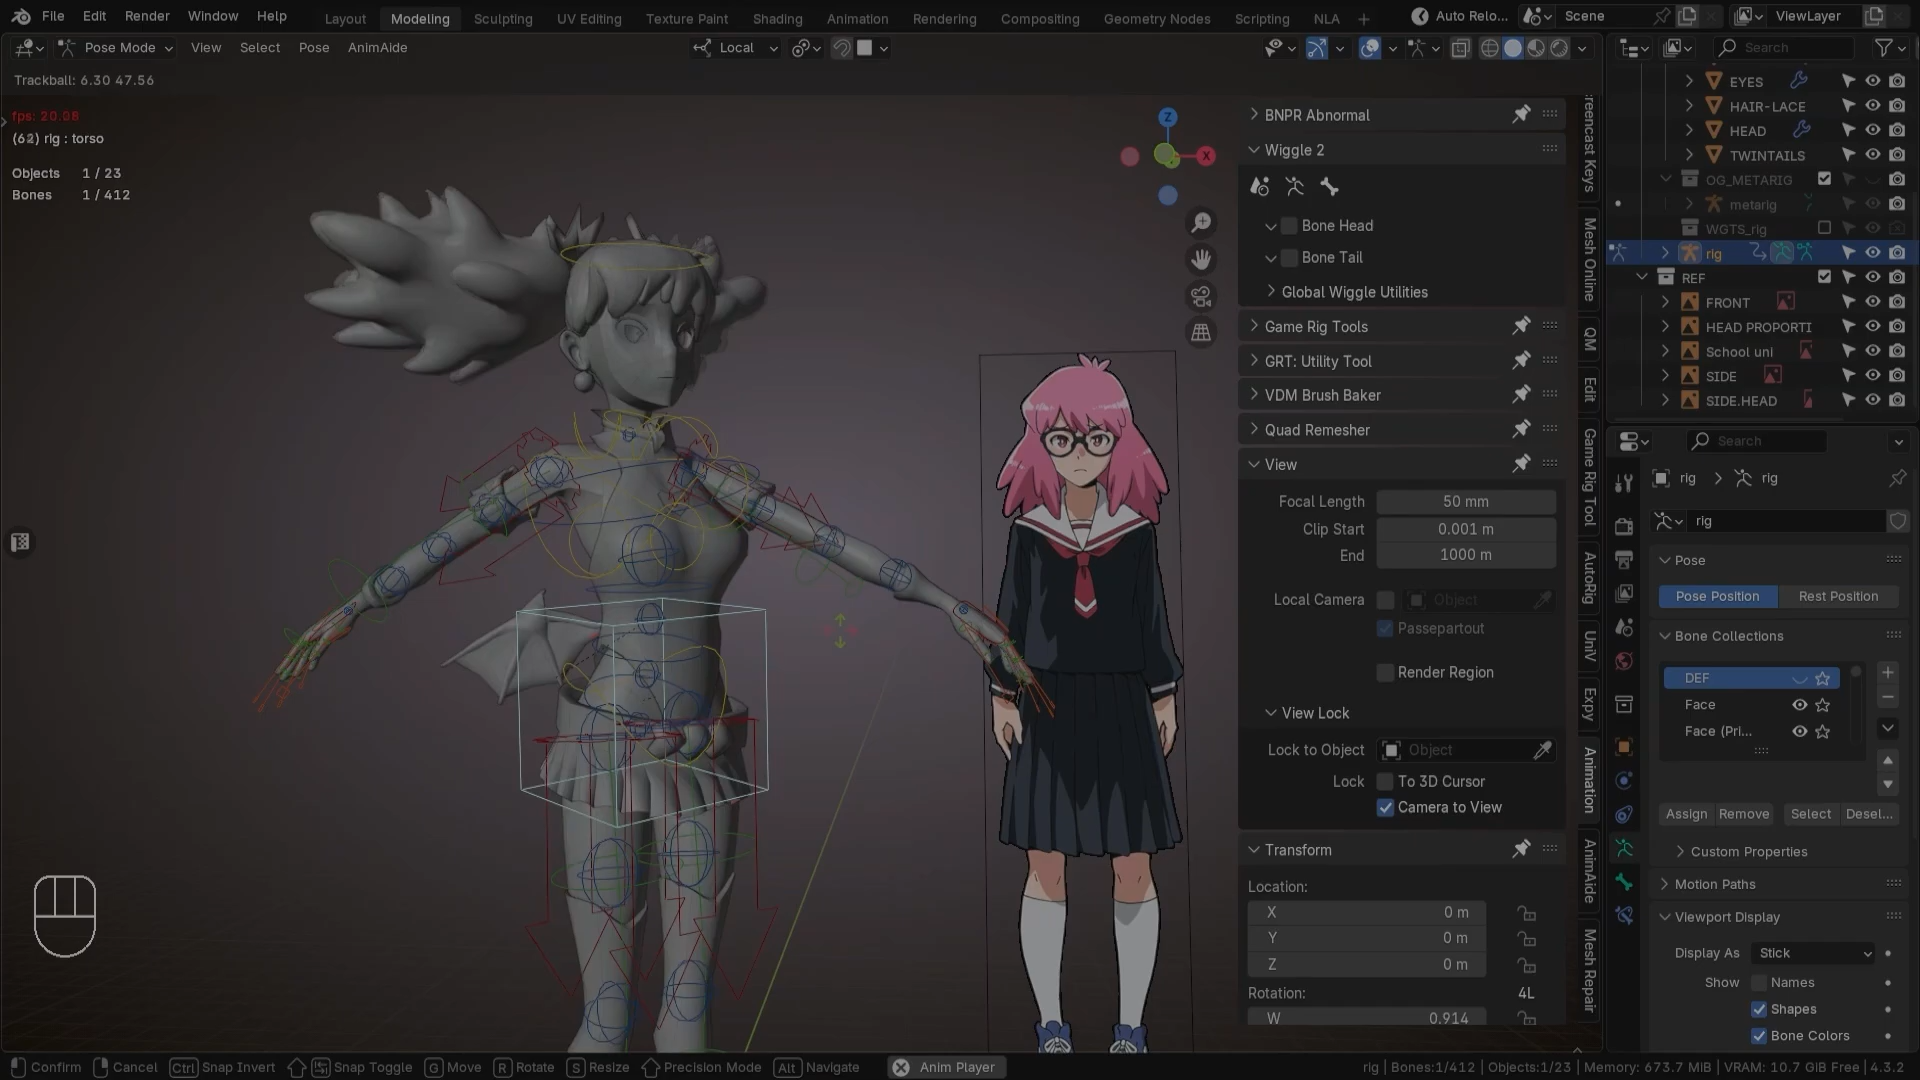 File Edit Render Window Help
Layout Modeling Sculpting UV Editing Texture Paint Shading Animation Rendering Compositing Geometry Nodes Scripting NLA
Auto Relo... Scene ViewLayer
Pose Mode View Select Pose AnimAide
Local
Search
Trackball: 6.30 47.56
fps: 20.08
(62) rig : torso
Objects 1 / 23
Bones 1 / 412
Z
X
BNPR Abnormal
Wiggle 2
Bone Head
Bone Tail
Global Wiggle Utilities
Game Rig Tools
GRT: Utility Tool
VDM Brush Baker
Quad Remesher
View
Focal Length 50 mm
Clip Start 0.001 m
End 1000 m
Local Camera Object
Passepartout
Render Region
View Lock
Lock to Object Object
Lock To 3D Cursor
Camera to View
Transform
Location:
X 0 m
Y 0 m
Z 0 m
Rotation: 4L
W 0.914
reencast Keys
Mesh Online
QM
Edit
Game Rig Tool
AutoRig
UniV
Expy
Animation
AnimAide
Mesh Repair
EYES
HAIR-LACE
HEAD
TWINTAILS
OG_METARIG
metarig
WGTS_rig
rig
REF
FRONT
HEAD PROPORTI
School uni
SIDE
SIDE.HEAD
Search
rig rig
rig
Pose
Pose Position Rest Position
Bone Collections
DEF
Face
Face (Pri...
Assign Remove Select Desel...
Custom Properties
Motion Paths
Viewport Display
Display As Stick
Show Names
Shapes
Bone Colors
Confirm Cancel Ctrl Snap Invert Snap Toggle G Move R Rotate S Resize Precision Mode Alt Navigate Anim Player
rig | Bones:1/412 | Objects:1/23 | Memory: 673.7 MiB | VRAM: 10.7 GiB Free | 4.3.2